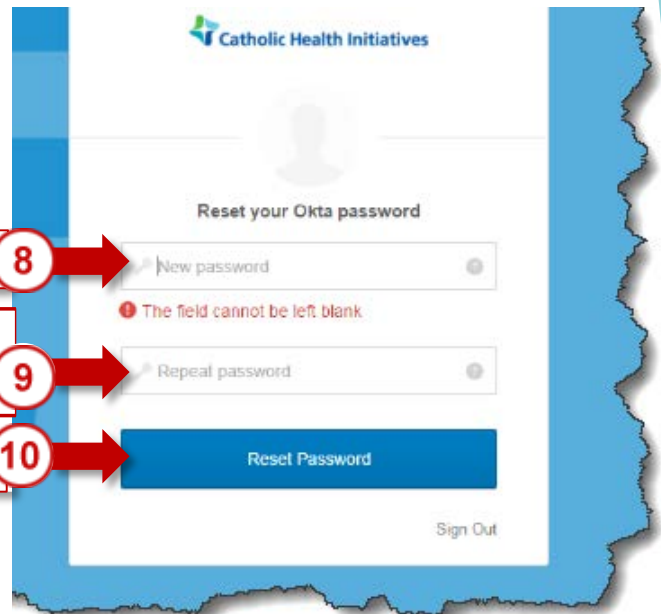 Catholic Health Initiatives
Reset your Okta password
8
New password
The field cannot be left blank
9
Repeat password
10
Reset Password
Sign Out